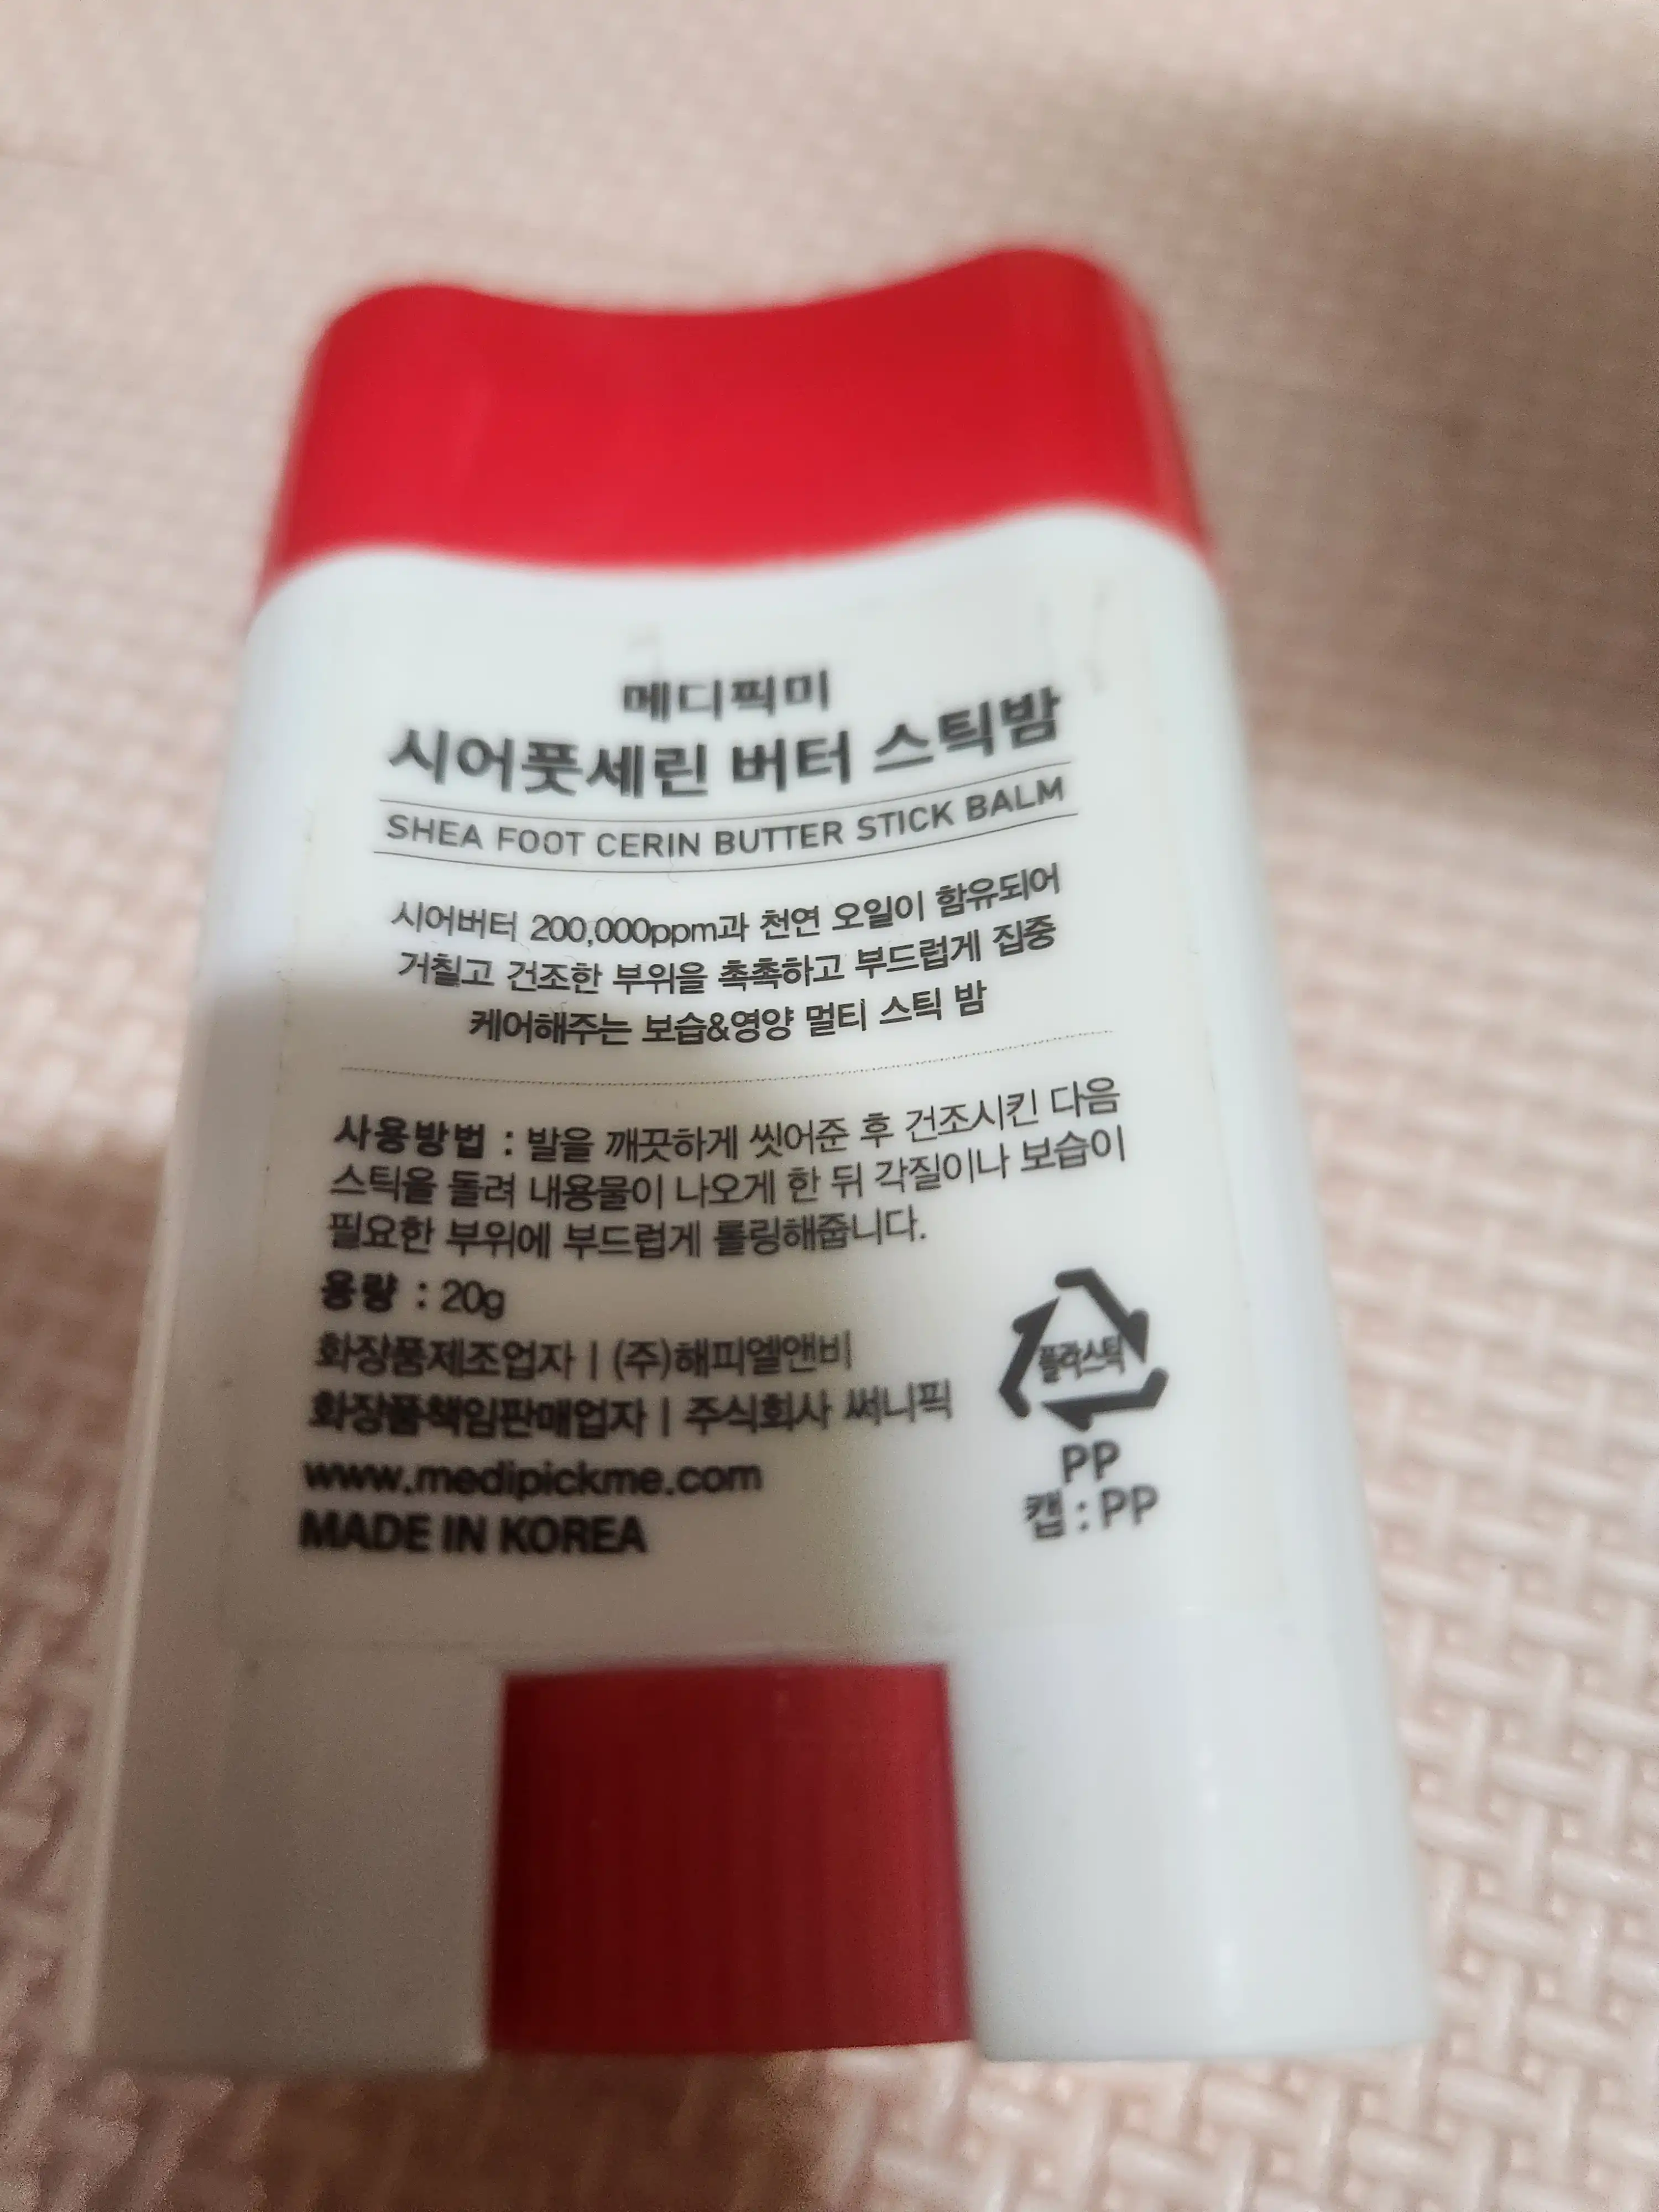 메디픽미
시어풋세린 버터 스틱밤
SHEA FOOT CERIN BUTTER STICK BALM
시어버터 200,000ppm과 천연 오일이 함유되어
거칠고 건조한 부위을 촉촉하고 부드럽게 집중
케어해주는 보습&영양 멀티 스틱 밤
사용방법 : 발을 깨끗하게 씻어준 후 건조시킨 다음
스틱을 돌려 내용물이 나오게 한 뒤 각질이나 보습이
필요한 부위에 부드럽게 롤링해줍니다.
용량 : 20g
화장품제조업자 | (주)해피엘앤비
화장품책임판매업자 | 주식회사 써니픽
www.medipickme.com
MADE IN KOREA
플라스틱
PP
캡 : PP